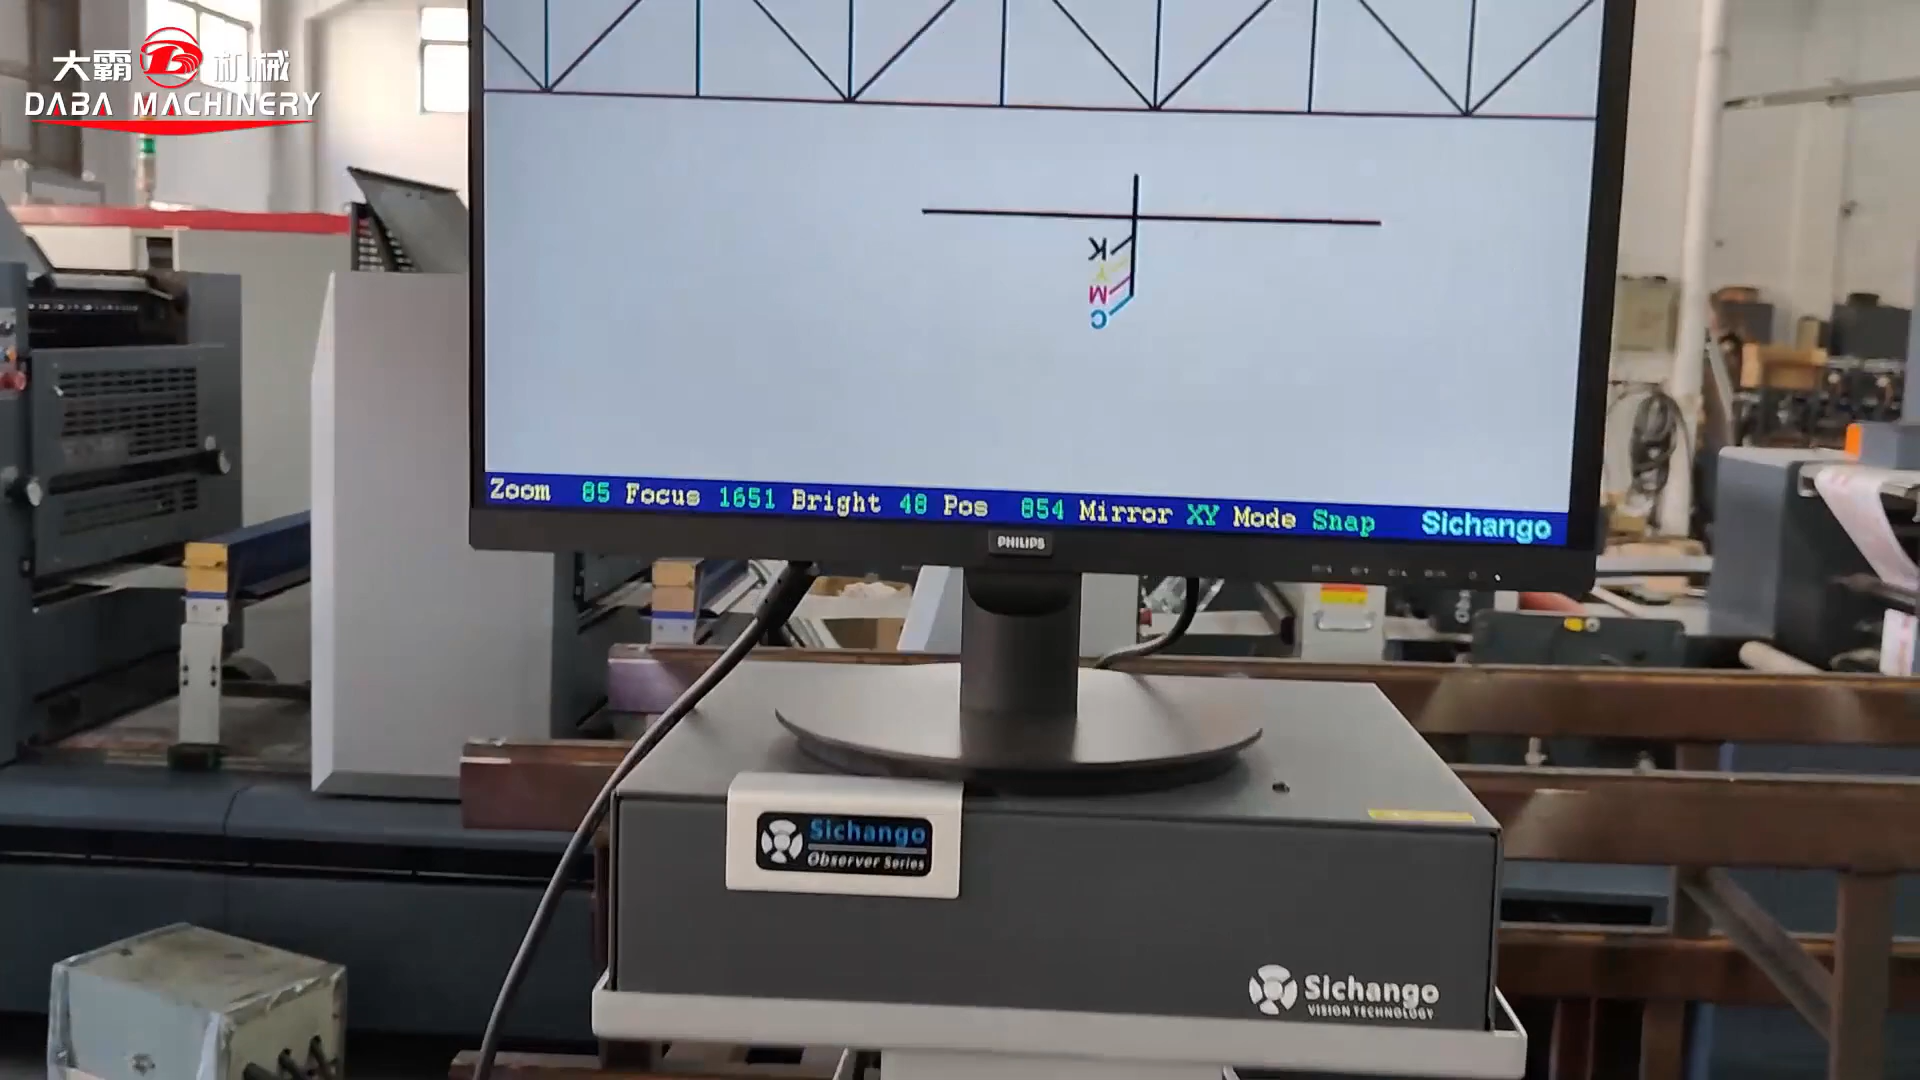 大霸 机械
DABA MACHINERY
K
Y
M
C
Zoom 85 Focus 1651 Bright 48 Pos 854 Mirror XY Mode Snap Sichango
PHILIPS
Sichango
Observer Series
Sichango
VISION TECHNOLOGY